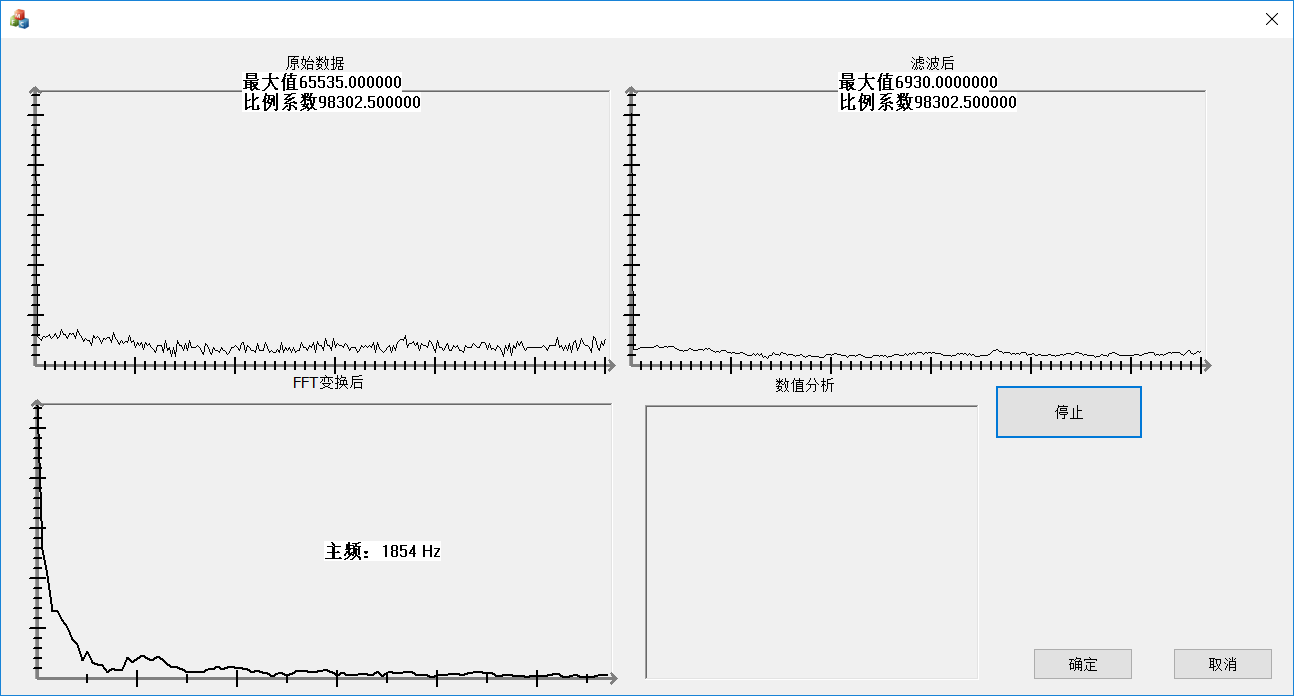 原始数据
最大值65535.000000
比例系数98302.500000
滤波后
最大值6930.0000000
比例系数98302.500000
FFT变换后
主频：1854 Hz
数值分析
停止
确定
取消